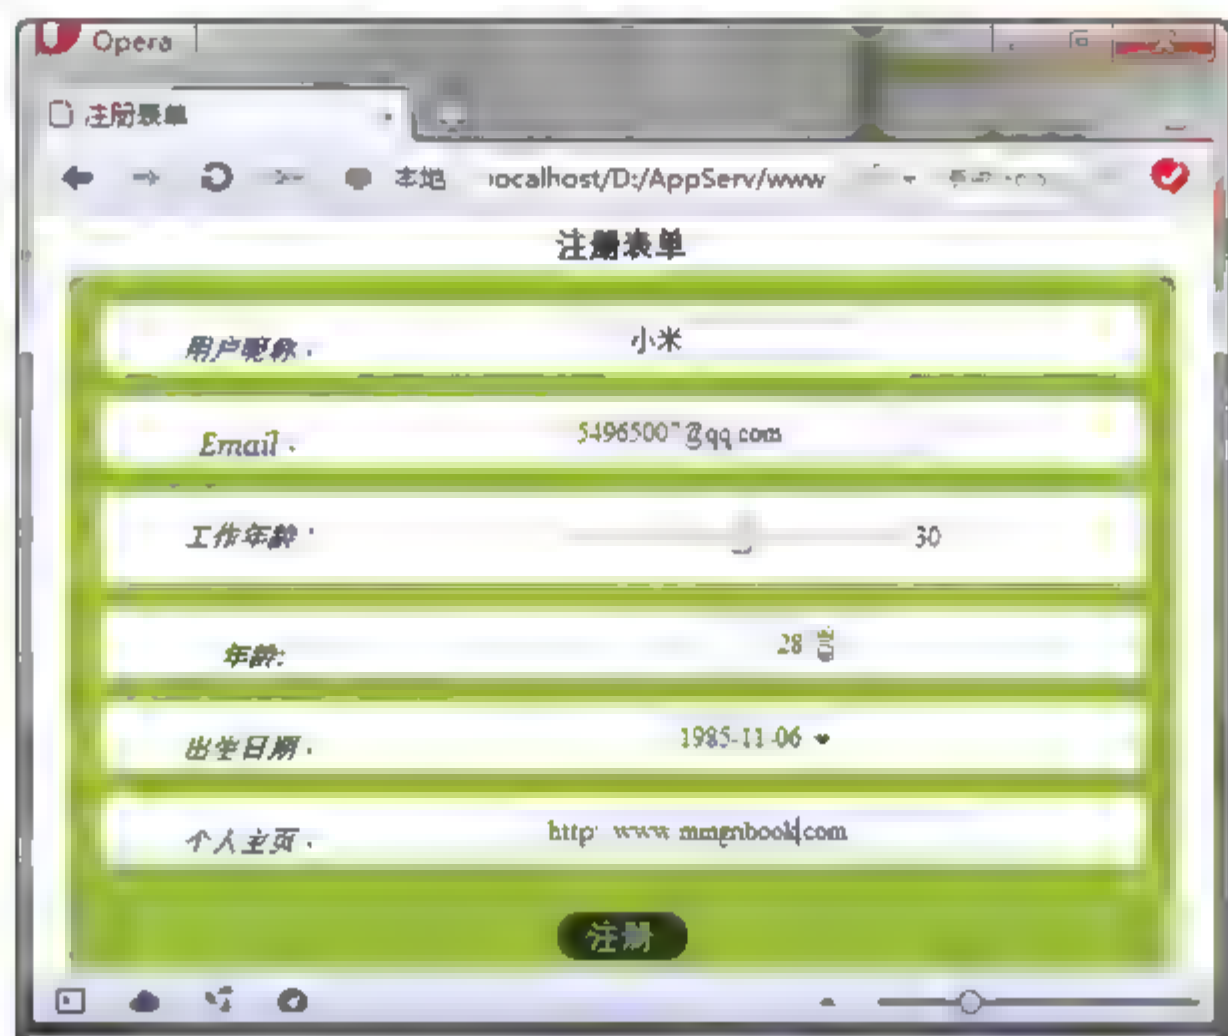 Opera
注册表单
本地 localhost/D:/AppServ/www
注册表单
用户昵称:
小米
Email:
@qq.com
工作年龄:
30
年龄:
28
出生日期:
1985-11-06
个人主页:
注册